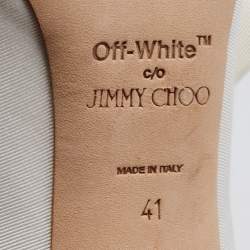 Off-White™
c/o
JIMMY CHOO
MADE IN ITALY
41